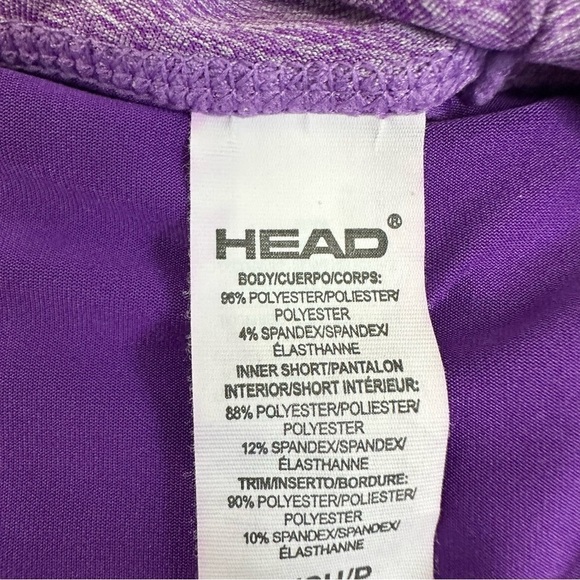 HEAD®
BODY/CUERPO/CORPS:
96% POLYESTER/POLIESTER/
POLYESTER
4% SPANDEX/SPANDEX/
ÉLASTHANNE
INNER SHORT/PANTALON
INTERIOR/SHORT INTÉRIEUR:
88% POLYESTER/POLIESTER/
POLYESTER
12% SPANDEX/SPANDEX/
ÉLASTHANNE
TRIM/INSERTO/BORDURE:
90% POLYESTER/POLIESTER/
POLYESTER
10% SPANDEX/SPANDEX/
ÉLASTHANNE